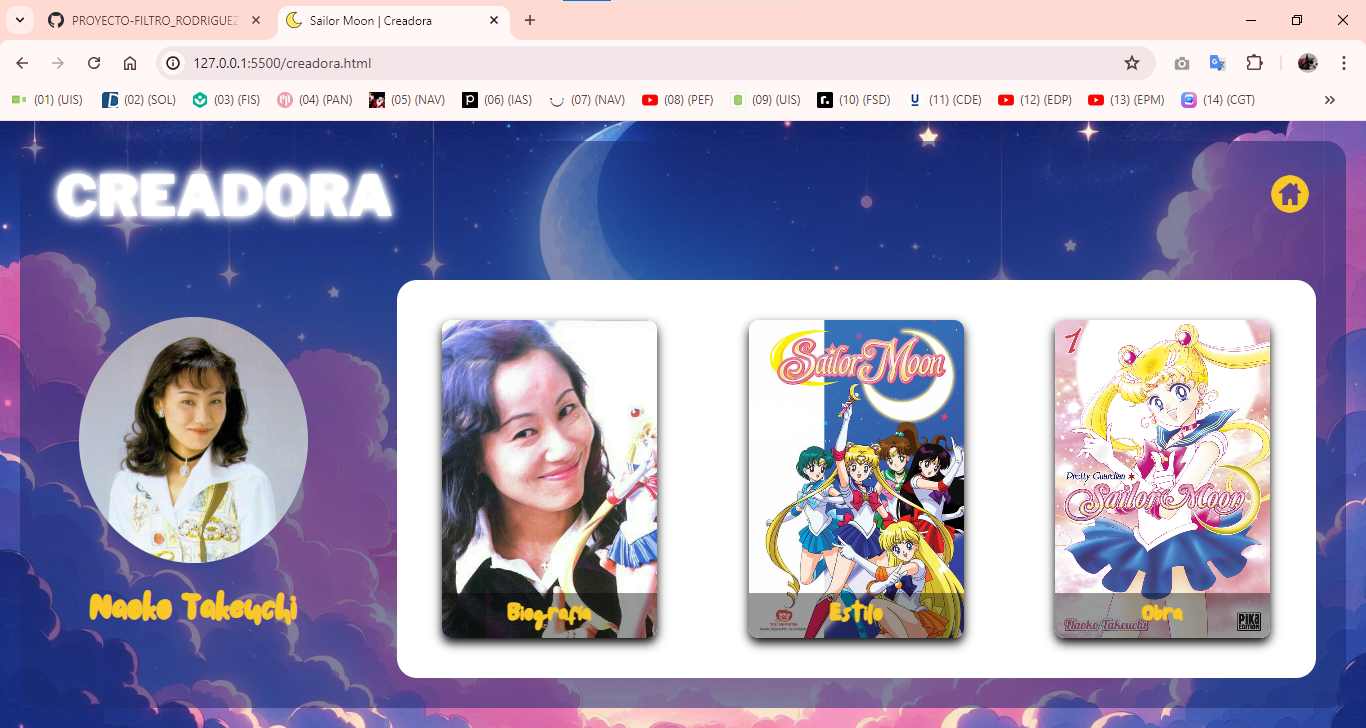 PROYECTO-FILTRO_RODRIGUEZ
Sailor Moon | Creadora
127.0.0.1:5500/creadora.html
(01) (UIS)
(02) (SOL)
(03) (FIS)
(04) (PAN)
(05) (NAV)
(06) (IAS)
(07) (NAV)
(08) (PEF)
(09) (UIS)
(10) (FSD)
(11) (CDE)
(12) (EDP)
(13) (EPM)
(14) (CGT)
CREADORA
Naoko Takeuchi
Biografía
Sailor Moon
Estilo
1
Pretty Guardian
Sailor Moon
Obra
Naoko Takeuchi
PIKA
EDITION